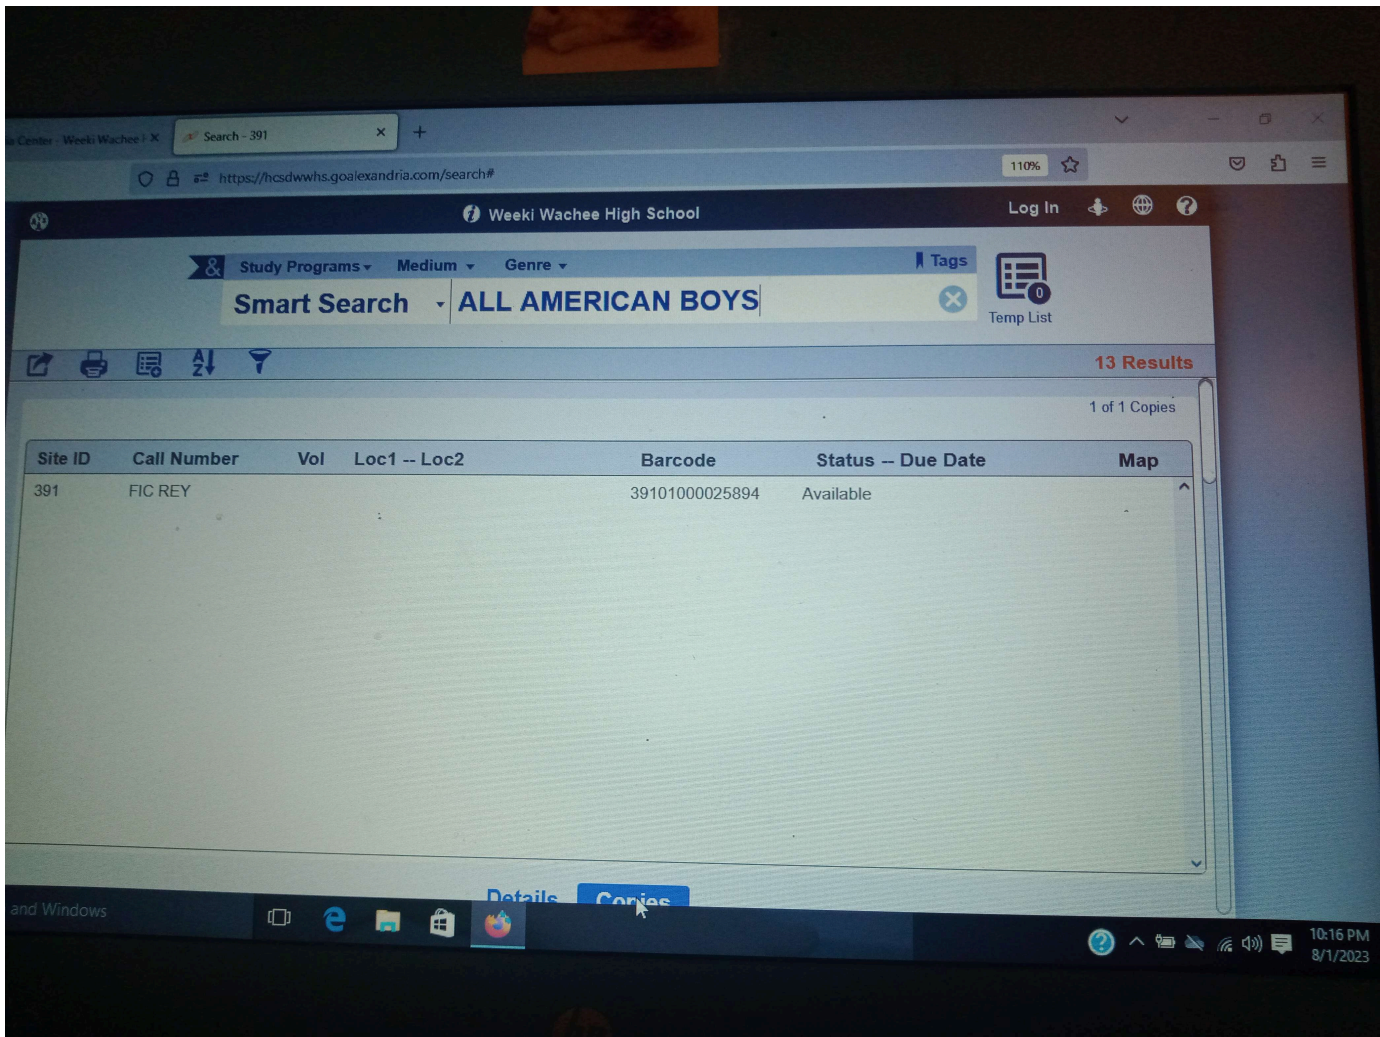 Center - Weeki Wachee H
Search - 391
110%
https://hcsdwwhs.goalexandria.com/search#
Weeki Wachee High School
Log In
& Study Programs Medium Genre Tags
Smart Search ALL AMERICAN BOYS
0
Temp List
13 Results
1 of 1 Copies
Site ID Call Number Vol Loc1 -- Loc2 Barcode Status -- Due Date Map
391 FIC REY 39101000025894 Available
Details Copies
and Windows
10:16 PM
8/1/2023